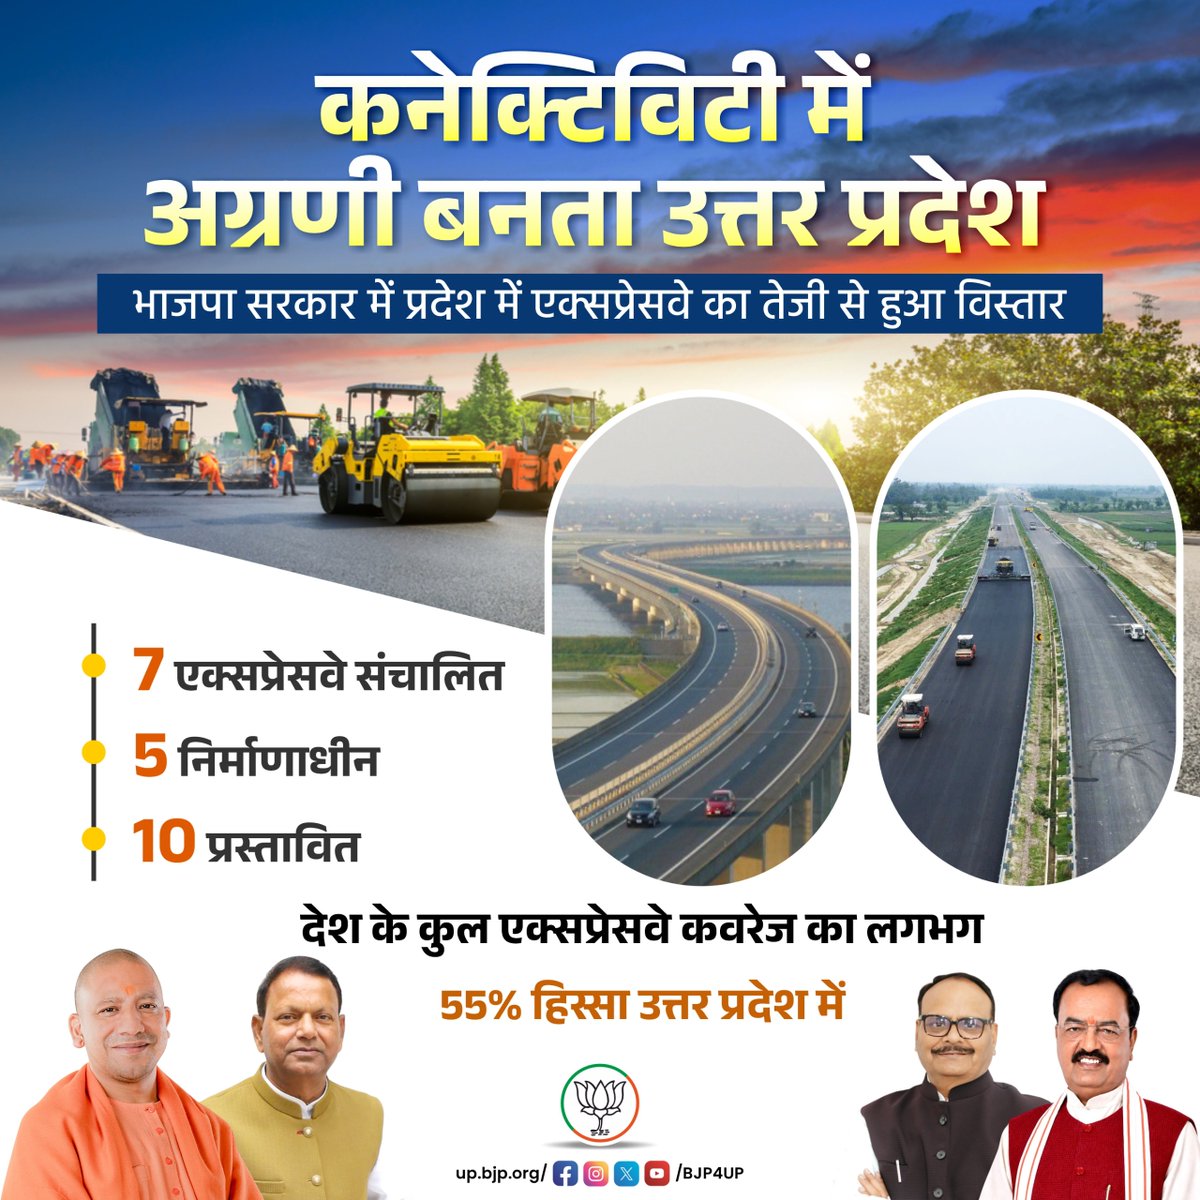 कनेक्टिविटी में
अग्रणी बनता उत्तर प्रदेश
भाजपा सरकार में प्रदेश में एक्सप्रेसवे का तेजी से हुआ विस्तार
7 एक्सप्रेसवे संचालित
5 निर्माणाधीन
10 प्रस्तावित
देश के कुल एक्सप्रेसवे कवरेज का लगभग
55% हिस्सा उत्तर प्रदेश में
up.bjp.org/ /BJP4UP